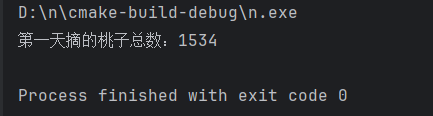 D:\n\cmake-build-debug\n.exe
第一天摘的桃子总数：1534
Process finished with exit code 0